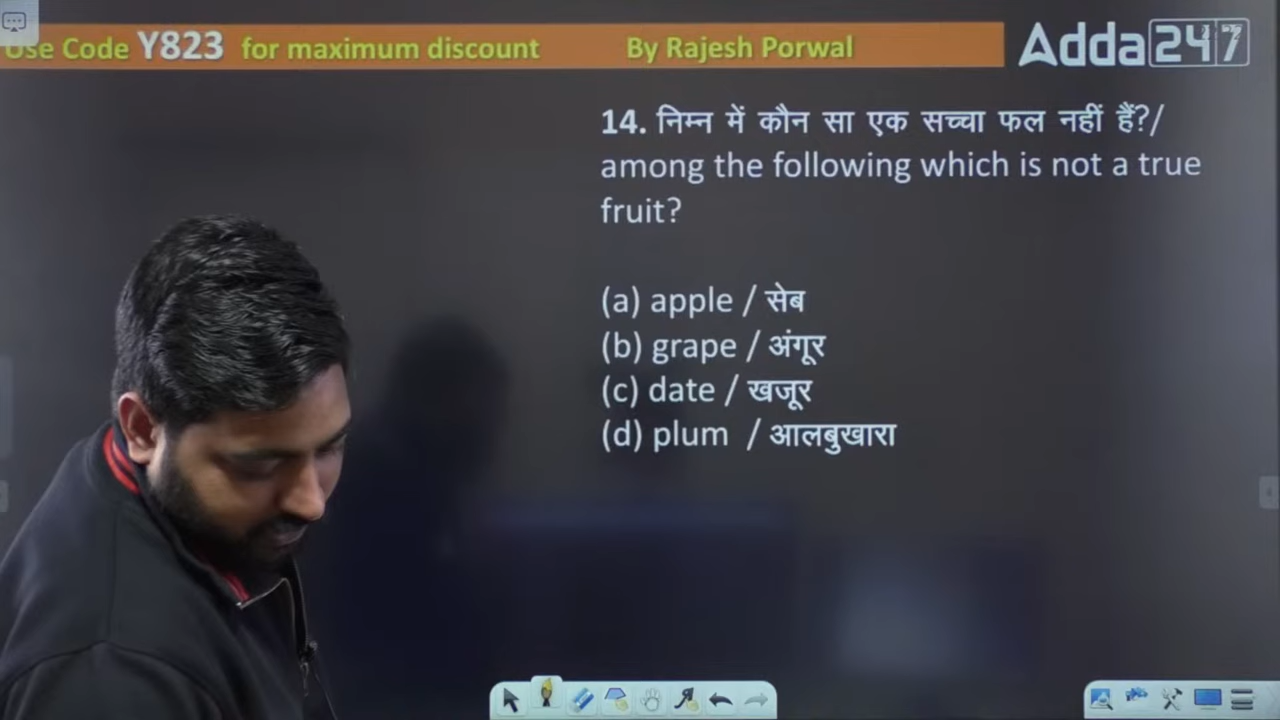 Use Code Y823 for maximum discount By Rajesh Porwal
Adda247
14. निम्न में कौन सा एक सच्चा फल नहीं हैं?/
among the following which is not a true
fruit?
(a) apple / सेब
(b) grape / अंगूर
(c) date / खजूर
(d) plum / आलबुखारा